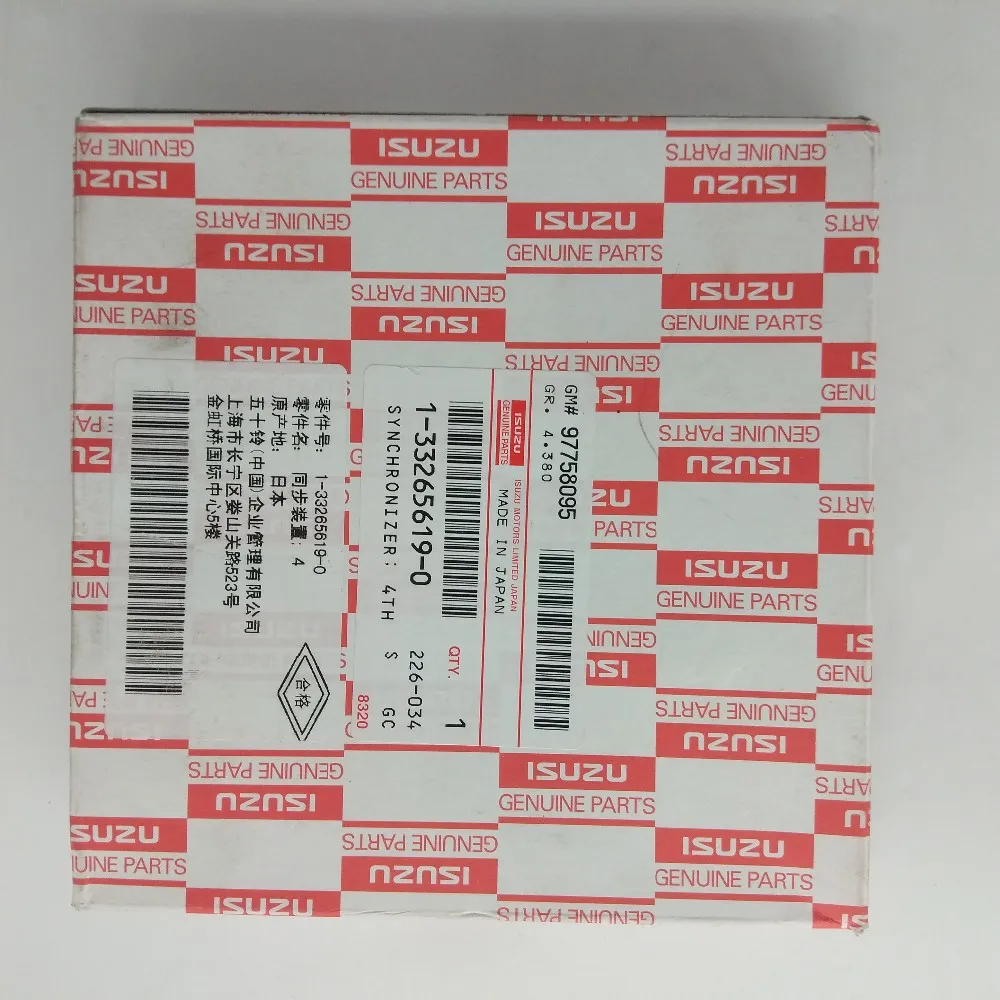 ISUZU
GENUINE PARTS
GM# 97758095
GR. 4.380
ISUZU
GENUINE PARTS
ISUZU MOTORS LIMITED JAPAN
MADE IN JAPAN
QTY. 1
1-33265619-0
226-034
SYNCHRONIZER; 4TH S GC
8320
零件号: 1-33265619-0
零件名: 同步装置; 4
原产地: 日本
五十铃(中国)企业管理有限公司
上海市长宁区娄山关路523号
金虹桥国际中心5楼
合格